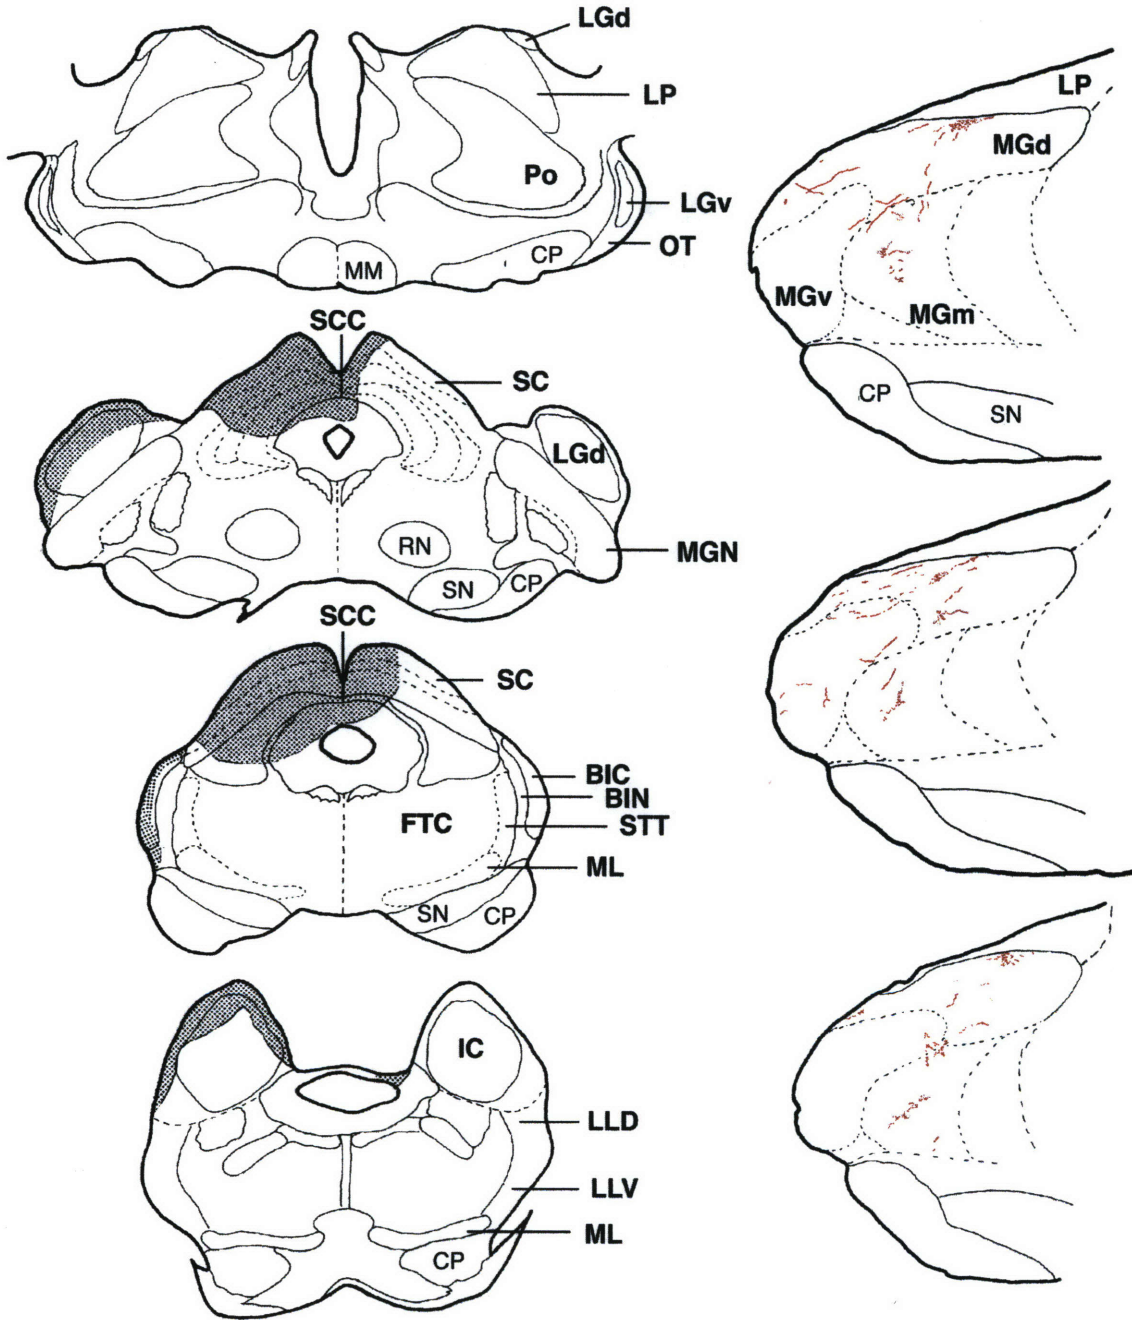 LGd
LP
Po
LGv
OT
CP
MM
SCC
SC
LGd
RN
MGN
SN
CP
SCC
SC
BIC
BIN
FTC
STT
ML
SN
CP
IC
LLD
LLV
ML
CP
LP
MGd
MGv
MGm
CP
SN